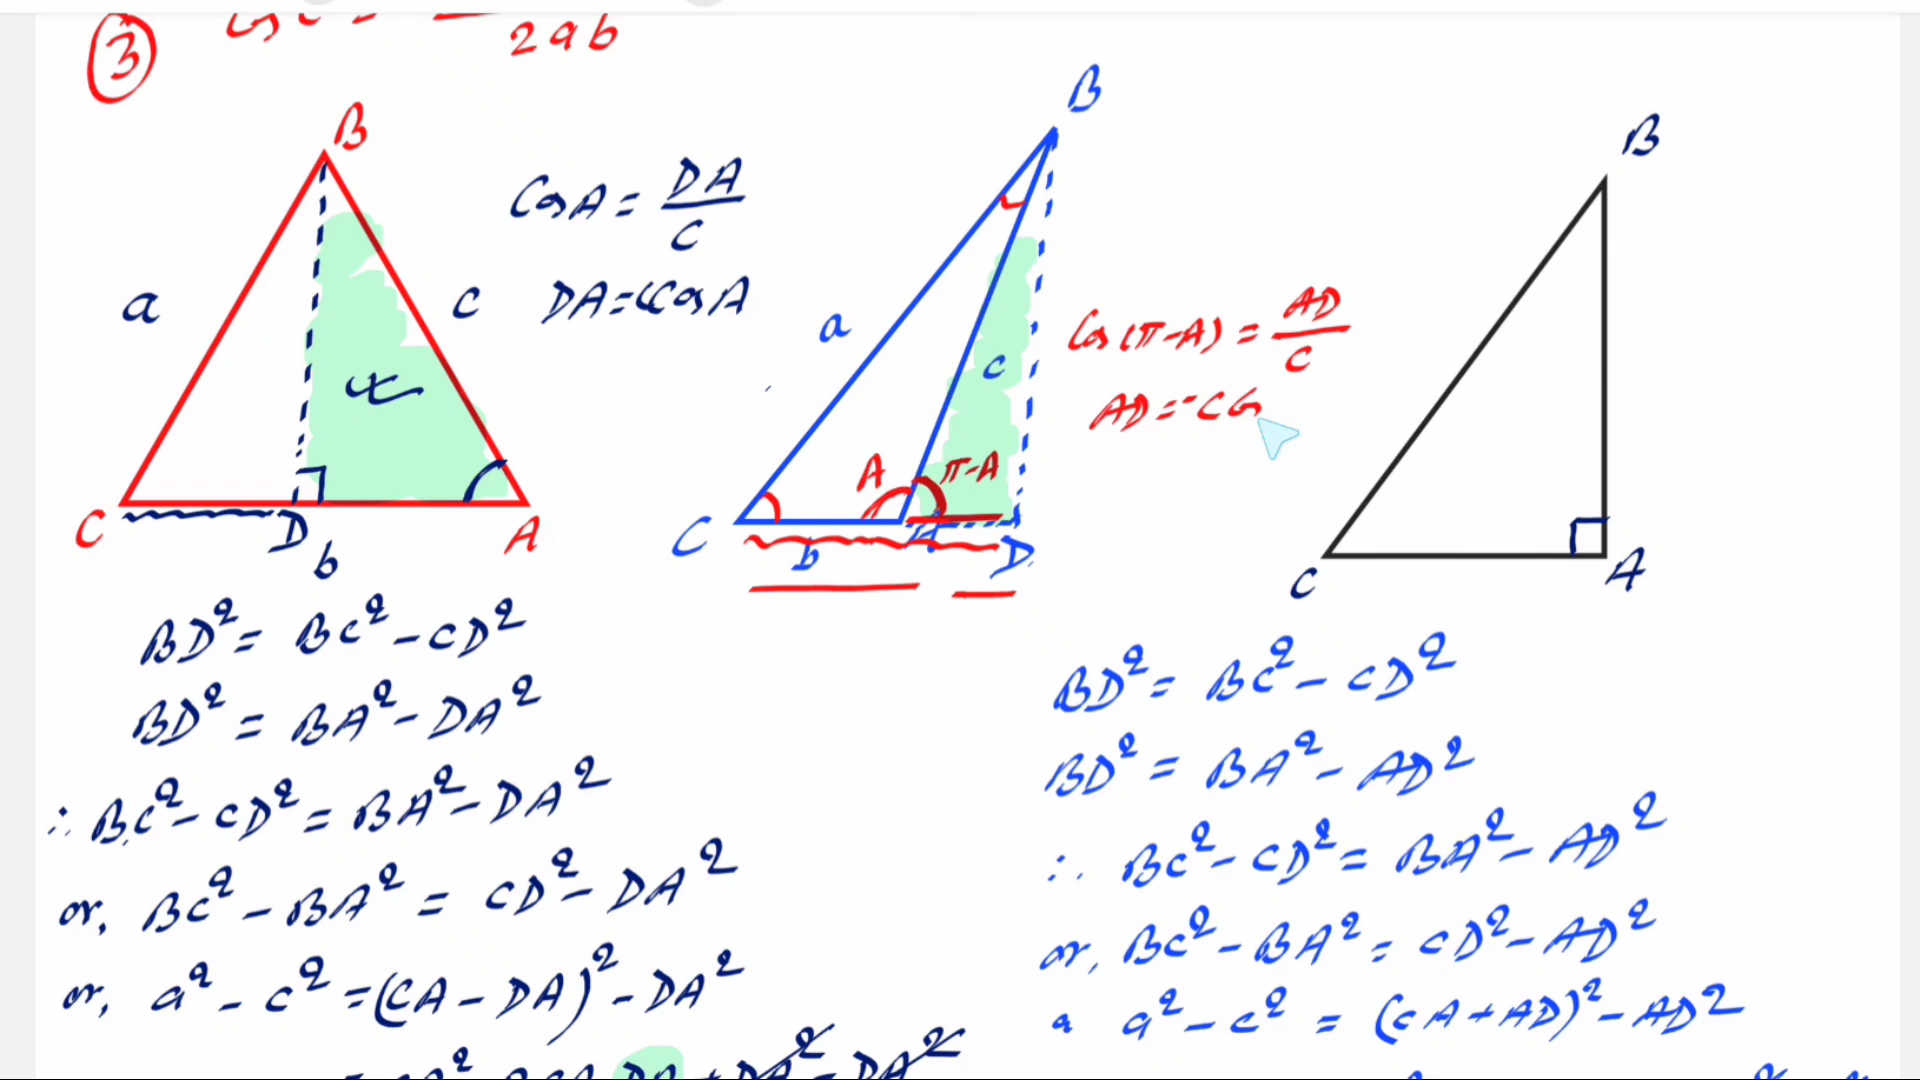 ③ Cos C =
2ab
B
a
c
C
D
b
A
CosA = DA/c
DA = cCosA
B
a
c
A
π-A
C
b
A
D
Cos(π-A) = AD/c
AD = -c Co
B
C
A
BD² = BC² - CD²
BD² = BA² - DA²
∴ BC² - CD² = BA² - DA²
or, BC² - BA² = CD² - DA²
or, a² - c² = (CA - DA)² - DA²
BD² = BC² - CD²
BD² = BA² - AD²
∴ BC² - CD² = BA² - AD²
or, BC² - BA² = CD² - AD²
a² - c² = (CA + AD)² - AD²